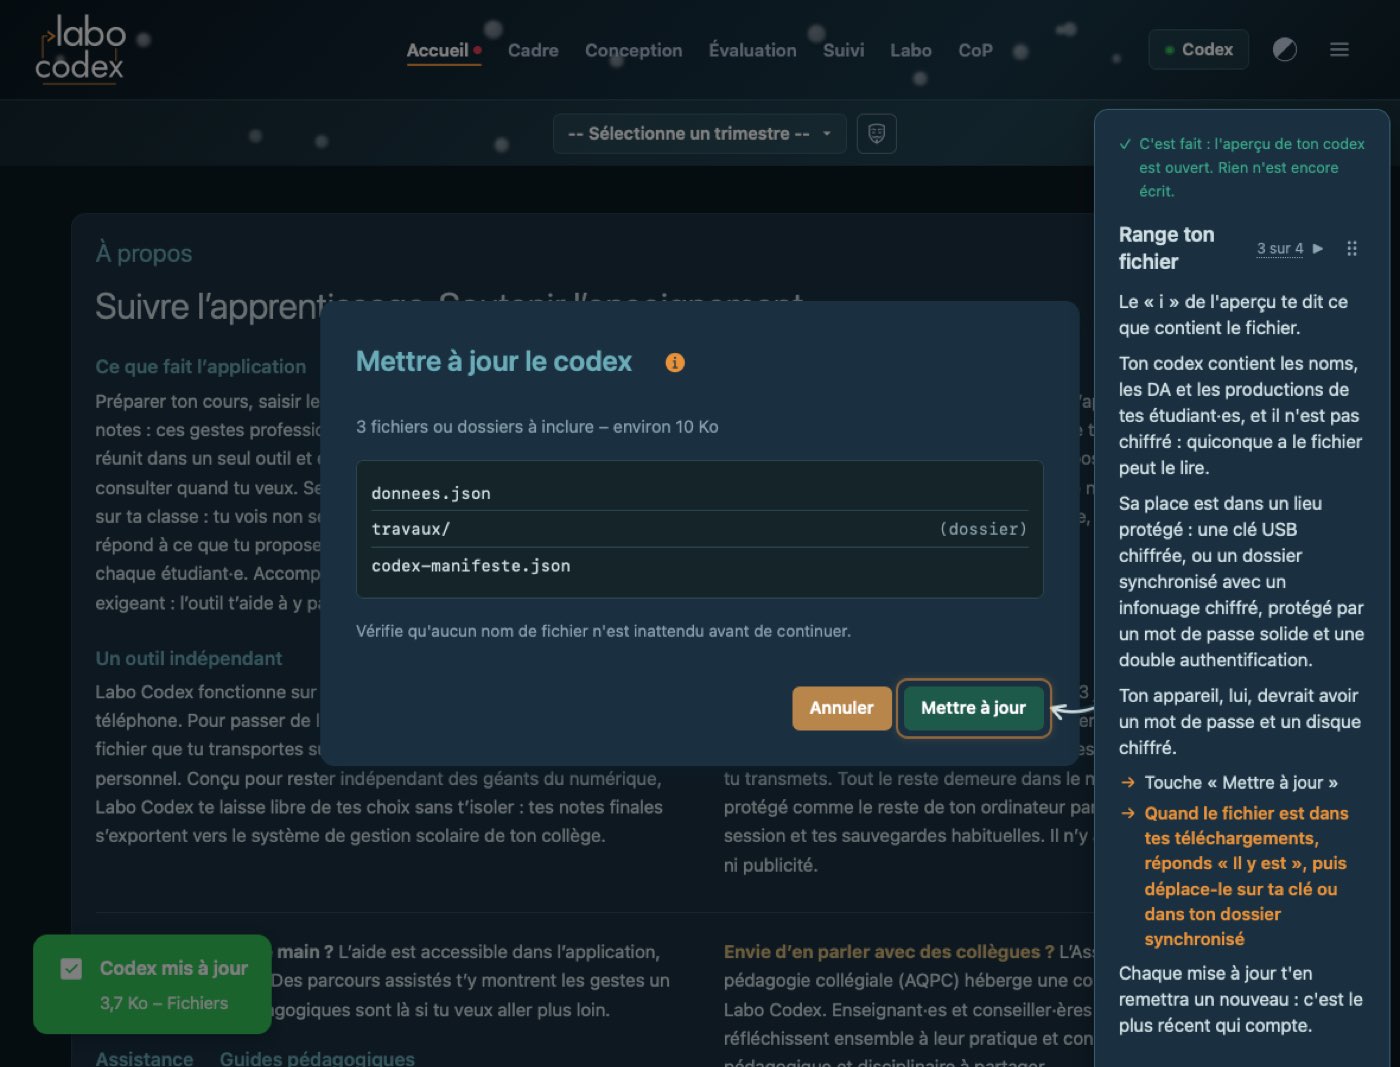 labo
codex
Accueil
Cadre
Conception
Évaluation
Suivi
Labo
CoP
Codex
-- Sélectionne un trimestre --
À propos
Suivre l’apprentissage. Soutenir l’enseignement
Ce que fait l’application
Préparer ton cours, saisir le
notes : ces gestes professio
réunit dans un seul outil et
consulter quand tu veux. Se
sur ta classe : tu vois non s
répond à ce que tu propose
chaque étudiant·e. Accomp
exigeant : l’outil t’aide à y pa
Un outil indépendant
Labo Codex fonctionne sur
téléphone. Pour passer de l
fichier que tu transportes su
personnel. Conçu pour rester indépendant des géants du numérique,
Labo Codex te laisse libre de tes choix sans t’isoler : tes notes finales
s’exportent vers le système de gestion scolaire de ton collège.
tu transmets. Tout le reste demeure dans le n
protégé comme le reste de ton ordinateur par
session et tes sauvegardes habituelles. Il n’y
ni publicité.
main ? L’aide est accessible dans l’application,
Des parcours assistés t’y montrent les gestes un
agogiques sont là si tu veux aller plus loin.
Assistance
Guides pédagogiques
Envie d’en parler avec des collègues ? L’Ass
pédagogie collégiale (AQPC) héberge une co
Labo Codex. Enseignant·es et conseiller·ères
réfléchissent ensemble à leur pratique et con
pédagogique et disciplinaire à partager.
Mettre à jour le codex
i
3 fichiers ou dossiers à inclure – environ 10 Ko
donnees.json
travaux/ (dossier)
codex-manifeste.json
Vérifie qu'aucun nom de fichier n'est inattendu avant de continuer.
Annuler
Mettre à jour
Codex mis à jour
3,7 Ko – Fichiers
C'est fait : l'aperçu de ton codex
est ouvert. Rien n'est encore
écrit.
Range ton
fichier
3 sur 4
Le « i » de l'aperçu te dit ce
que contient le fichier.
Ton codex contient les noms,
les DA et les productions de
tes étudiant·es, et il n'est pas
chiffré : quiconque a le fichier
peut le lire.
Sa place est dans un lieu
protégé : une clé USB
chiffrée, ou un dossier
synchronisé avec un
infonuage chiffré, protégé par
un mot de passe solide et une
double authentification.
Ton appareil, lui, devrait avoir
un mot de passe et un disque
chiffré.
→ Touche « Mettre à jour »
→ Quand le fichier est dans
tes téléchargements,
réponds « Il y est », puis
déplace-le sur ta clé ou
dans ton dossier
synchronisé
Chaque mise à jour t'en
remettra un nouveau : c'est le
plus récent qui compte.